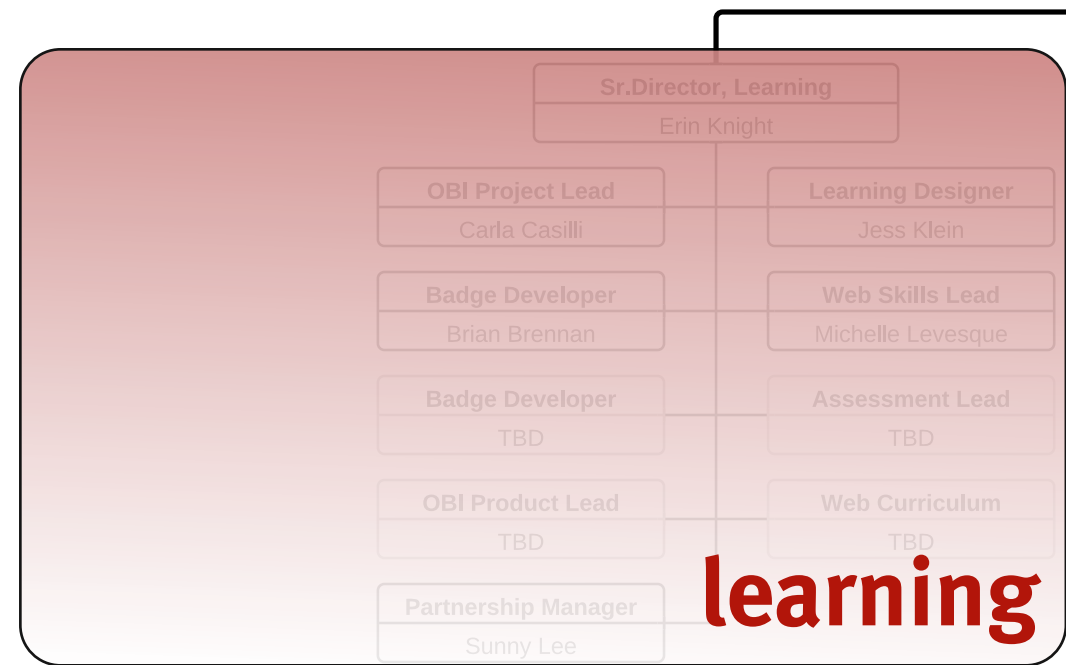 Sr.Director, Learning
Erin Knight
OBI Project Lead
Carla Casilli
Learning Designer
Jess Klein
Badge Developer
Brian Brennan
Web Skills Lead
Michelle Levesque
Badge Developer
TBD
Assessment Lead
TBD
OBI Product Lead
TBD
Web Curriculum
TBD
Partnership Manager
Sunny Lee
learning